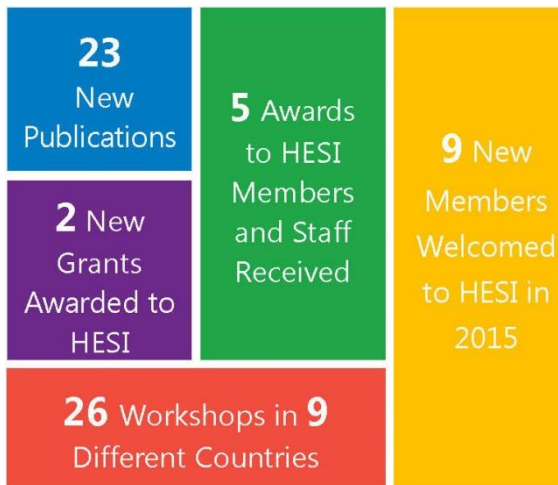 23
New
Publications
2 New
Grants
Awarded to
HESI
5 Awards
to HESI
Members
and Staff
Received
9 New
Members
Welcomed
to HESI in
2015
26 Workshops in 9
Different Countries